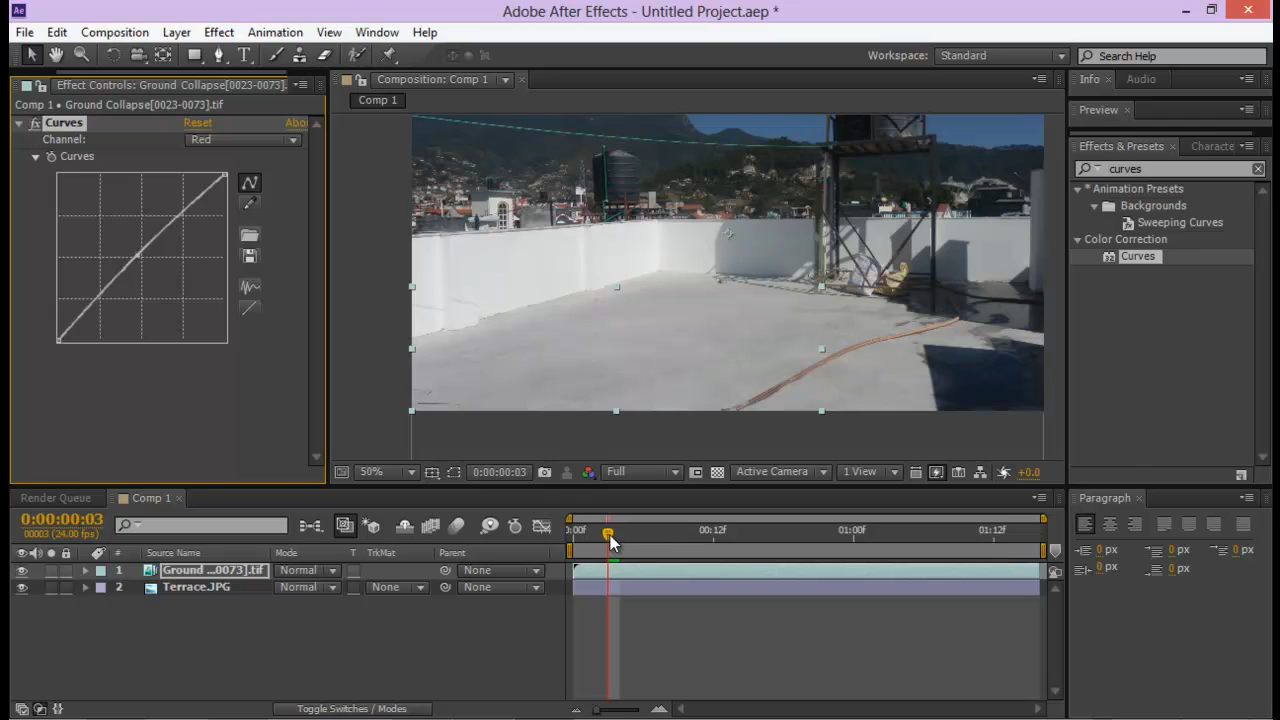 Ae
Adobe After Effects - Untitled Project.aep *
File Edit Composition Layer Effect Animation View Window Help
Workspace: Standard
Search Help
Effect Controls: Ground Collapse[0023-0073].
Comp 1 • Ground Collapse[0023-0073].tif
fx Curves Reset Abo
Channel: Red
Curves
Composition: Comp 1
Comp 1
50%
0:00:00:03
Full
Active Camera
1 View
+0.0
Info Audio
Preview
Effects & Presets Characte
curves
* Animation Presets
Backgrounds
Sweeping Curves
Color Correction
Curves
Render Queue Comp 1
0:00:00:03
00003 (24.00 fps)
# Source Name Mode T TrkMat Parent
1 Ground ...0073].tif Normal None
2 Terrace.JPG Normal None None
Toggle Switches / Modes
0:00f 00:12f 01:00f 01:12f
Paragraph
0 px 0 px 0 px
0 px 0 px